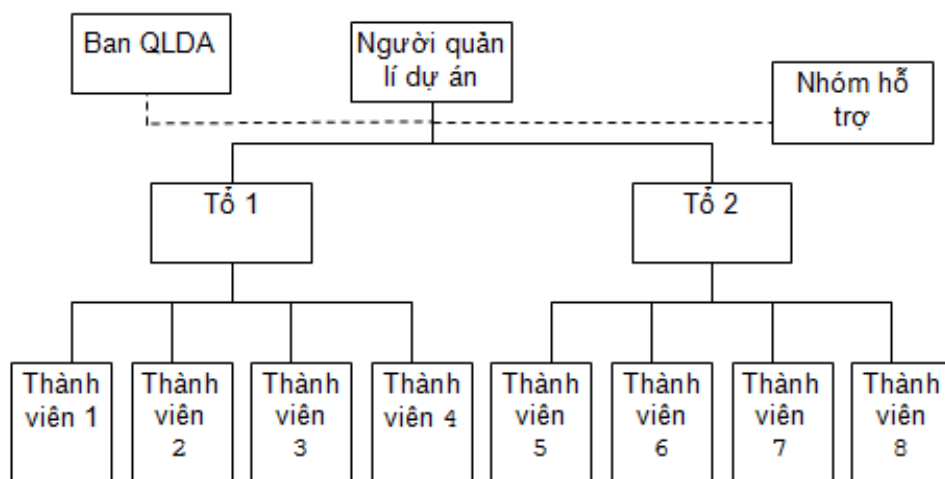 Ban QLDA
Người quản
lí dự án
Nhóm hỗ
trợ
Tổ 1
Tổ 2
Thành
viên 1
Thành
viên
2
Thành
viên
3
Thành
viên 4
Thành
viên
5
Thành
viên
6
Thành
viên
7
Thành
viên
8